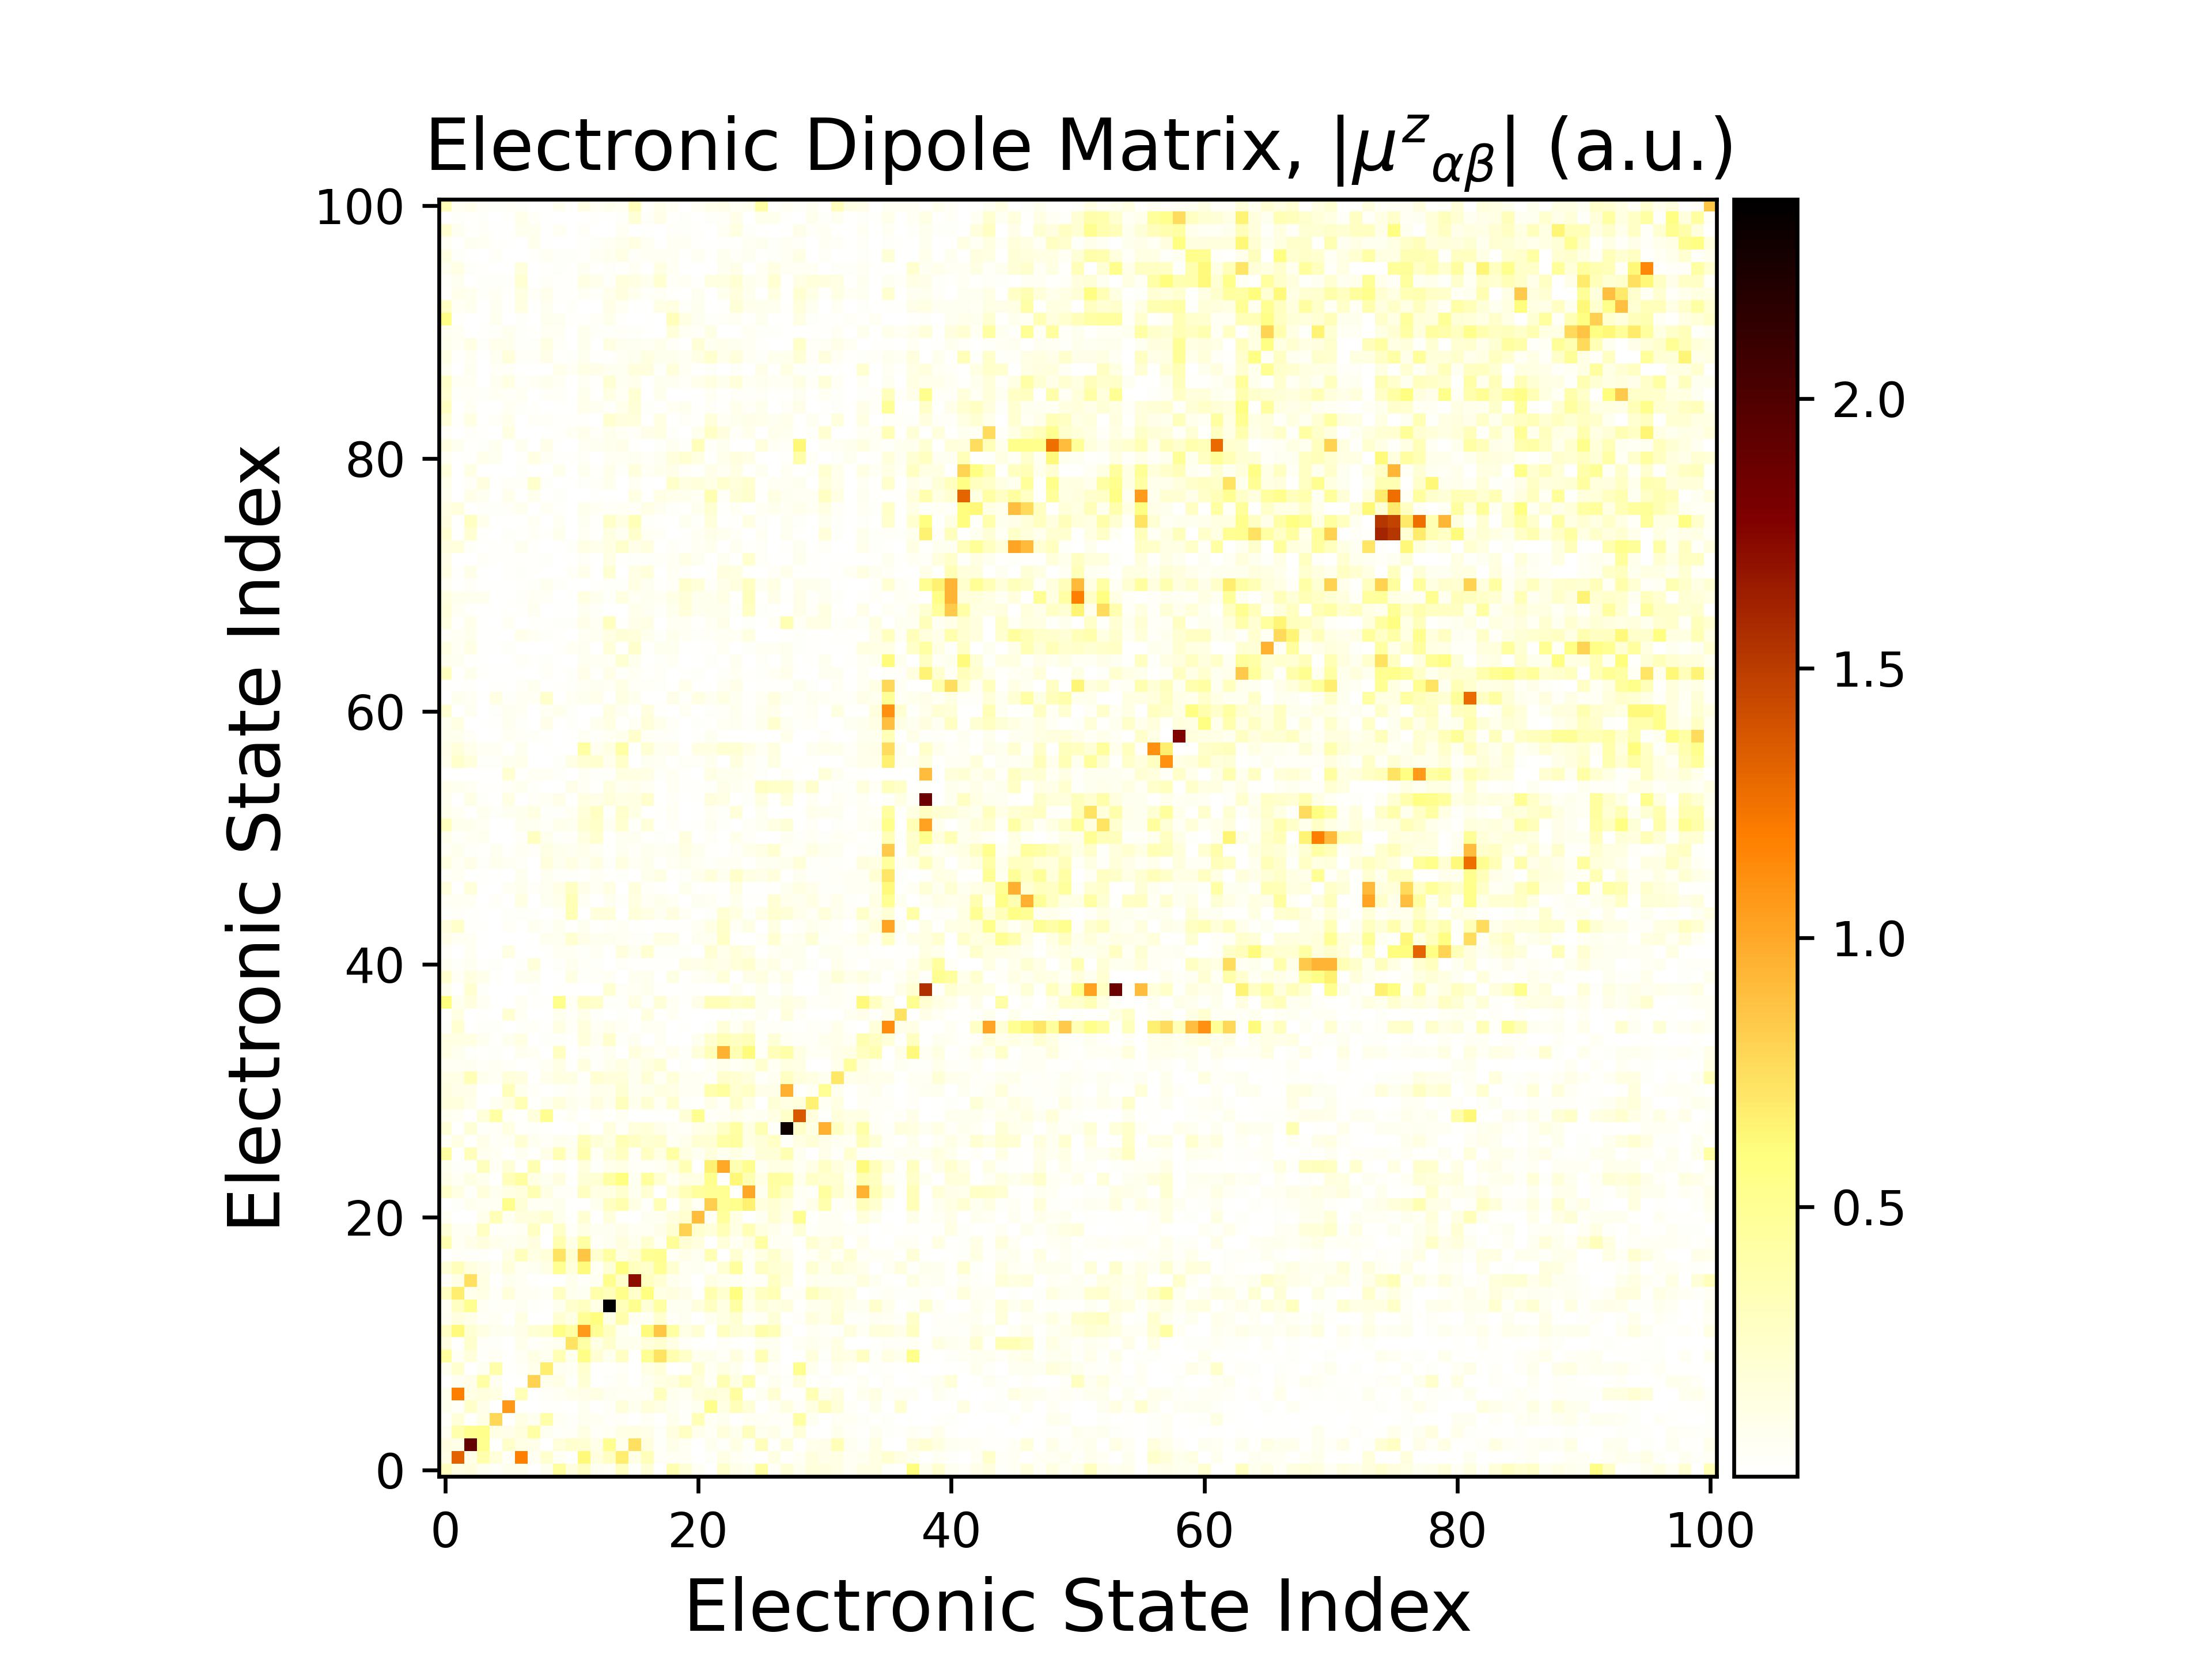 Electronic Dipole Matrix, |μᶻαβ| (a.u.)
Electronic State Index
100
80
60
40
20
0
0 20 40 60 80 100
Electronic State Index
2.0
1.5
1.0
0.5